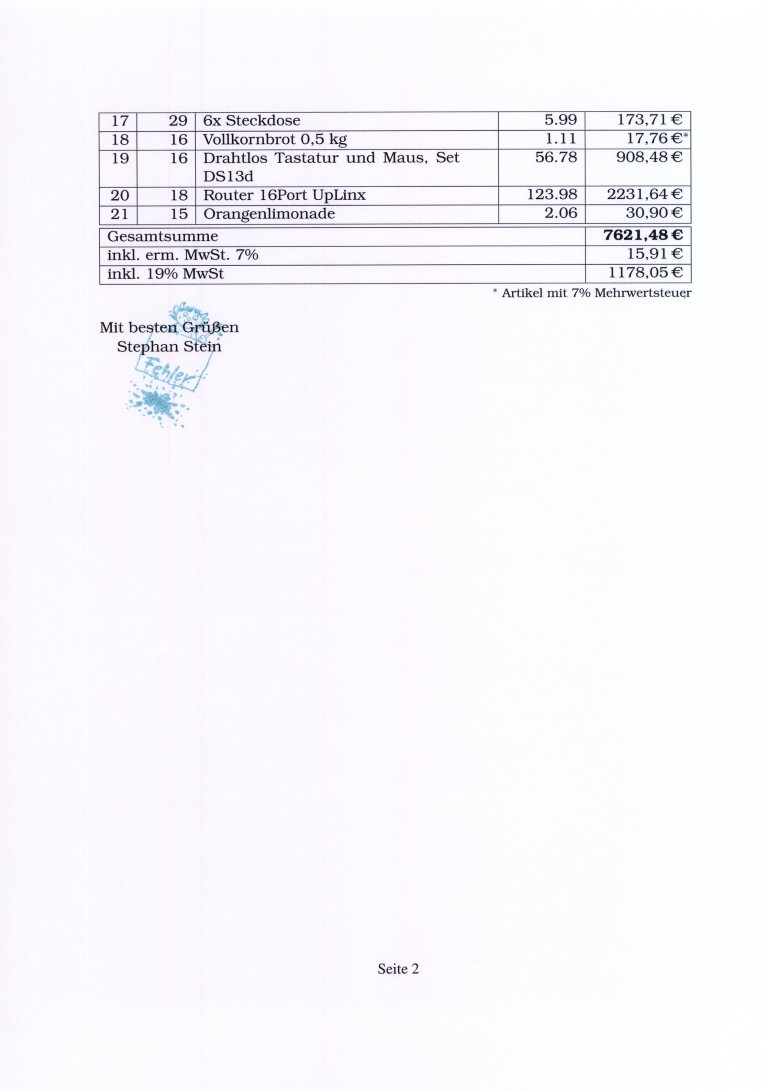 17 29 6x Steckdose 5.99 173,71 €
18 16 Vollkornbrot 0,5 kg 1.11 17,76 €*
19 16 Drahtlos Tastatur und Maus, Set 56.78 908,48 €
DS13d
20 18 Router 16Port UpLinx 123.98 2231,64 €
21 15 Orangenlimonade 2.06 30,90 €
Gesamtsumme 7621,48 €
inkl. erm. MwSt. 7% 15,91 €
inkl. 19% MwSt 1178,05 €
* Artikel mit 7% Mehrwertsteuer
Mit besten Grüßen
Stephan Stein
Fehler
Seite 2